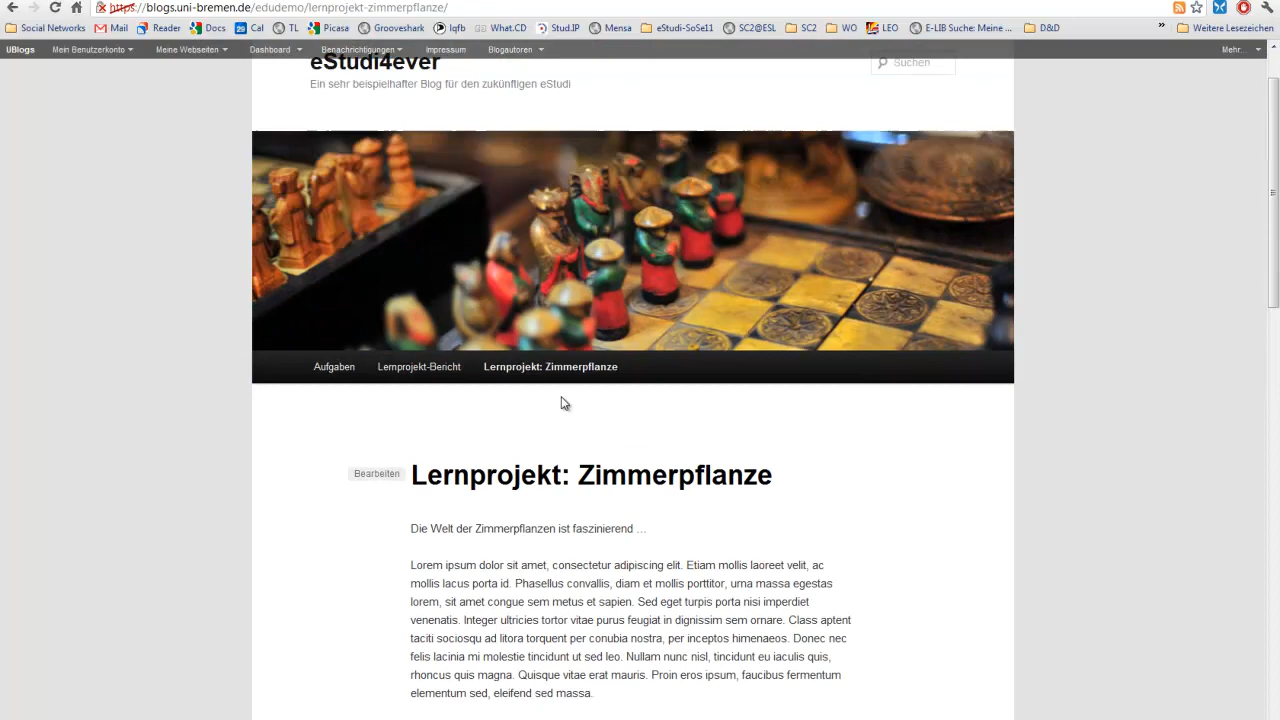 https://blogs.uni-bremen.de/edudemo/lernprojekt-zimmerpflanze/
Social Networks Mail Reader Docs Cal TL Picasa Grooveshark lqfb What.CD Stud.IP Mensa eStudi-SoSe11 SC2@ESL SC2 WO LEO E-LIB Suche: Meine ... D&D » Weitere Lesezeichen
UBlogs Mein Benutzerkonto Meine Webseiten Dashboard Benachrichtigungen Impressum Blogautoren Mehr...
eStudi4ever
Suchen
Ein sehr beispielhafter Blog für den zukünftigen eStudi
Aufgaben Lernprojekt-Bericht Lernprojekt: Zimmerpflanze
Bearbeiten
Lernprojekt: Zimmerpflanze
Die Welt der Zimmerpflanzen ist faszinierend ...
Lorem ipsum dolor sit amet, consectetur adipiscing elit. Etiam mollis laoreet velit, ac
mollis lacus porta id. Phasellus convallis, diam et mollis porttitor, urna massa egestas
lorem, sit amet congue sem metus et sapien. Sed eget turpis porta nisi imperdiet
venenatis. Integer ultricies tortor vitae purus feugiat in dignissim sem ornare. Class aptent
taciti sociosqu ad litora torquent per conubia nostra, per inceptos himenaeos. Donec nec
felis lacinia mi molestie tincidunt ut sed leo. Nullam nunc nisl, tincidunt eu iaculis quis,
rhoncus quis magna. Quisque vitae erat mauris. Proin eros ipsum, faucibus fermentum
elementum sed, eleifend sed massa.